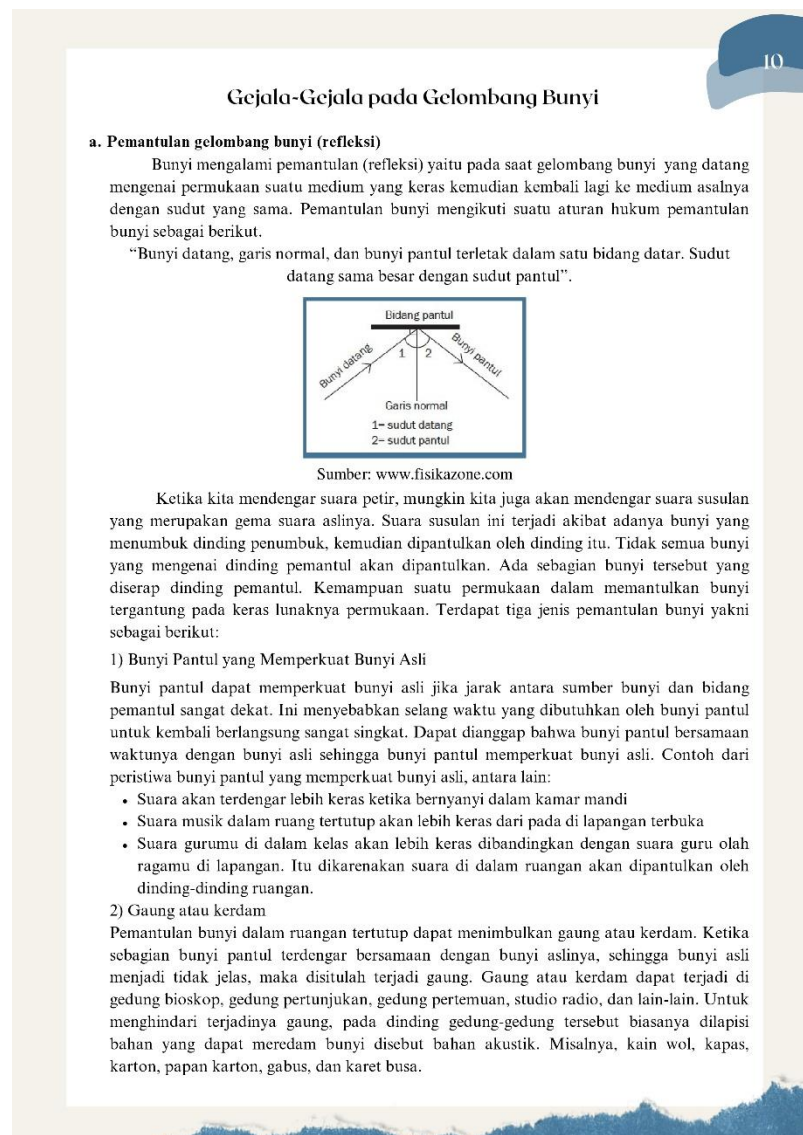 10
Gejala-Gejala pada Gelombang Bunyi
a. Pemantulan gelombang bunyi (refleksi)
Bunyi mengalami pemantulan (refleksi) yaitu pada saat gelombang bunyi yang datang
mengenai permukaan suatu medium yang keras kemudian kembali lagi ke medium asalnya
dengan sudut yang sama. Pemantulan bunyi mengikuti suatu aturan hukum pemantulan
bunyi sebagai berikut.
“Bunyi datang, garis normal, dan bunyi pantul terletak dalam satu bidang datar. Sudut
datang sama besar dengan sudut pantul”.
Bidang pantul
Bunyi datang
1 2
Bunyi pantul
Garis normal
1= sudut datang
2= sudut pantul
Sumber: www.fisikazone.com
Ketika kita mendengar suara petir, mungkin kita juga akan mendengar suara susulan
yang merupakan gema suara aslinya. Suara susulan ini terjadi akibat adanya bunyi yang
menumbuk dinding penumbuk, kemudian dipantulkan oleh dinding itu. Tidak semua bunyi
yang mengenai dinding pemantul akan dipantulkan. Ada sebagian bunyi tersebut yang
diserap dinding pemantul. Kemampuan suatu permukaan dalam memantulkan bunyi
tergantung pada keras lunaknya permukaan. Terdapat tiga jenis pemantulan bunyi yakni
sebagai berikut:
1) Bunyi Pantul yang Memperkuat Bunyi Asli
Bunyi pantul dapat memperkuat bunyi asli jika jarak antara sumber bunyi dan bidang
pemantul sangat dekat. Ini menyebabkan selang waktu yang dibutuhkan oleh bunyi pantul
untuk kembali berlangsung sangat singkat. Dapat dianggap bahwa bunyi pantul bersamaan
waktunya dengan bunyi asli sehingga bunyi pantul memperkuat bunyi asli. Contoh dari
peristiwa bunyi pantul yang memperkuat bunyi asli, antara lain:
• Suara akan terdengar lebih keras ketika bernyanyi dalam kamar mandi
• Suara musik dalam ruang tertutup akan lebih keras dari pada di lapangan terbuka
• Suara gurumu di dalam kelas akan lebih keras dibandingkan dengan suara guru olah
ragamu di lapangan. Itu dikarenakan suara di dalam ruangan akan dipantulkan oleh
dinding-dinding ruangan.
2) Gaung atau kerdam
Pemantulan bunyi dalam ruangan tertutup dapat menimbulkan gaung atau kerdam. Ketika
sebagian bunyi pantul terdengar bersamaan dengan bunyi aslinya, sehingga bunyi asli
menjadi tidak jelas, maka disitulah terjadi gaung. Gaung atau kerdam dapat terjadi di
gedung bioskop, gedung pertunjukan, gedung pertemuan, studio radio, dan lain-lain. Untuk
menghindari terjadinya gaung, pada dinding gedung-gedung tersebut biasanya dilapisi
bahan yang dapat meredam bunyi disebut bahan akustik. Misalnya, kain wol, kapas,
karton, papan karton, gabus, dan karet busa.